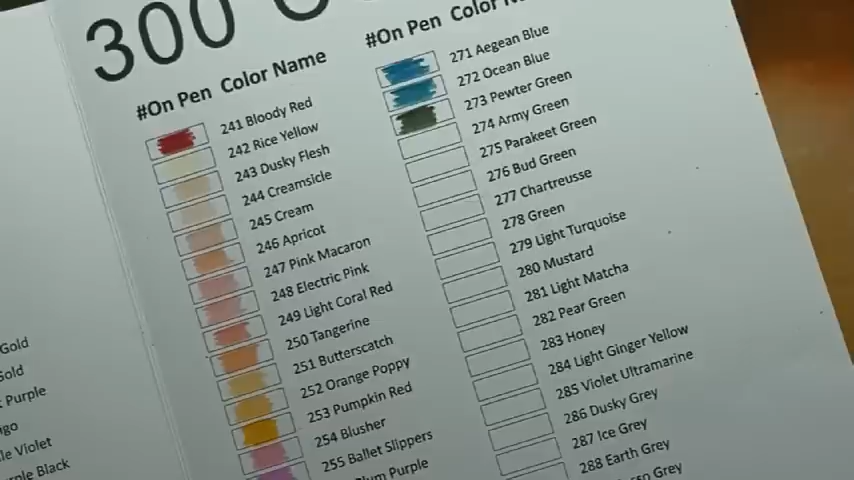 300
#On Pen Color Name
241 Bloody Red
242 Rice Yellow
243 Dusky Flesh
244 Creamsicle
245 Cream
246 Apricot
247 Pink Macaron
248 Electric Pink
249 Light Coral Red
250 Tangerine
251 Butterscatch
252 Orange Poppy
253 Pumpkin Red
254 Blusher
255 Ballet Slippers
Purple
#On Pen Color
271 Aegean Blue
272 Ocean Blue
273 Pewter Green
274 Army Green
275 Parakeet Green
276 Bud Green
277 Chartreusse
278 Green
279 Light Turquoise
280 Mustard
281 Light Matcha
282 Pear Green
283 Honey
284 Light Ginger Yellow
285 Violet Ultramarine
286 Dusky Grey
287 Ice Grey
288 Earth Grey
Grey
Gold
Purple
Violet
Black